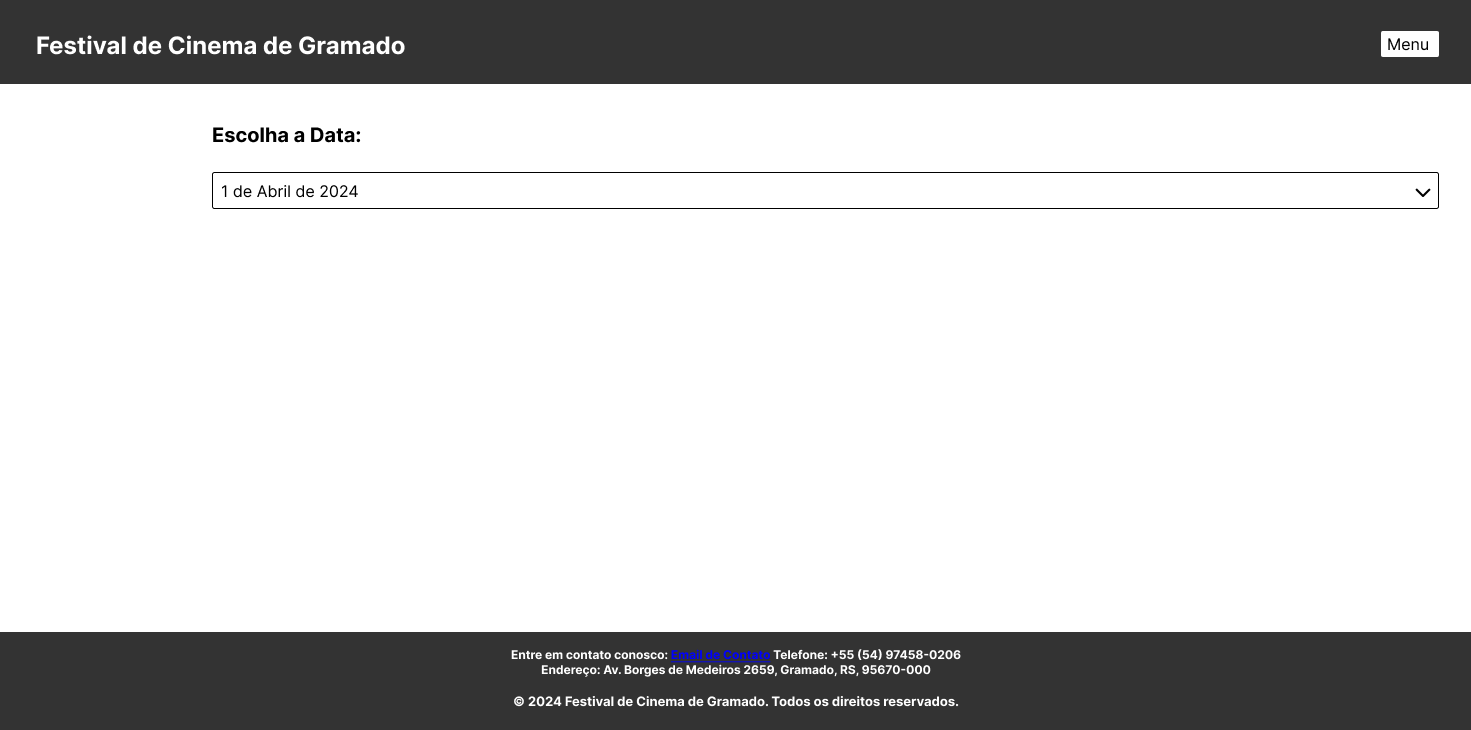 Festival de Cinema de Gramado
Menu
Escolha a Data:
1 de Abril de 2024
Entre em contato conosco: Email de Contato Telefone: +55 (54) 97458-0206
Endereço: Av. Borges de Medeiros 2659, Gramado, RS, 95670-000
© 2024 Festival de Cinema de Gramado. Todos os direitos reservados.